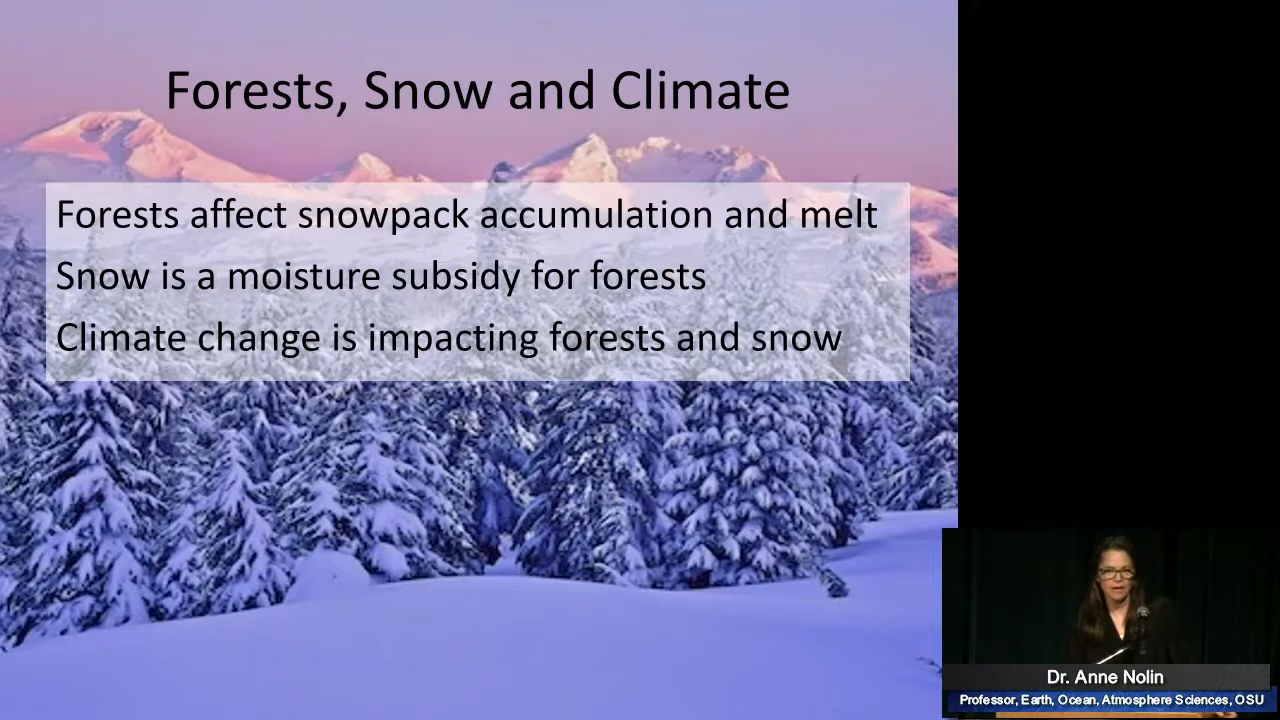 Forests, Snow and Climate
Forests affect snowpack accumulation and melt
Snow is a moisture subsidy for forests
Climate change is impacting forests and snow
Dr. Anne Nolin
Professor, Earth, Ocean, Atmosphere Sciences, OSU